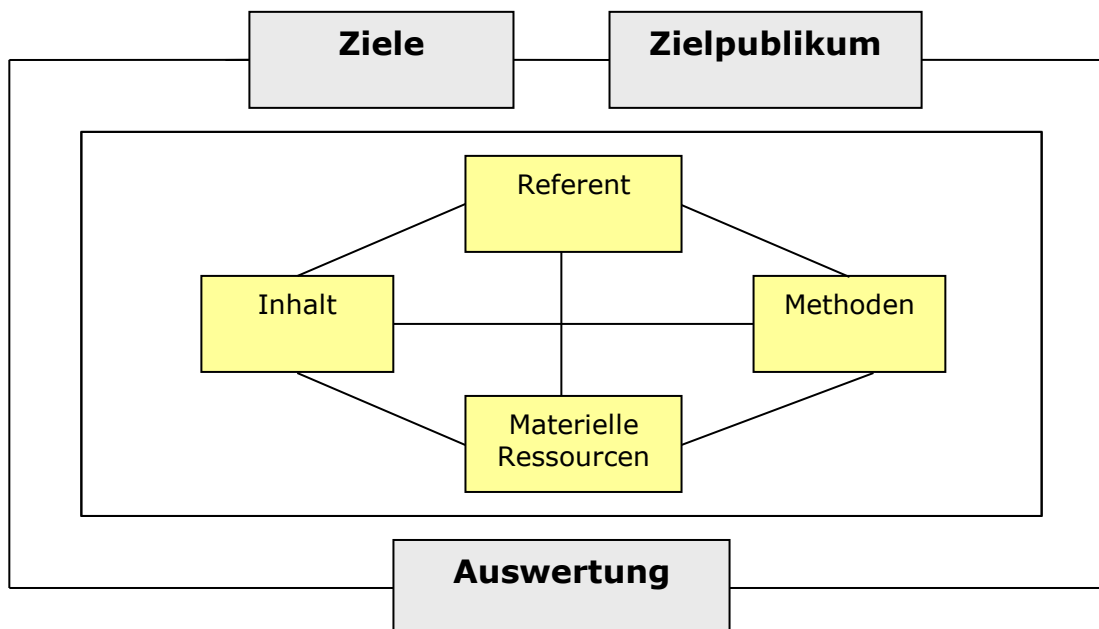 Ziele
Zielpublikum
Referent
Inhalt
Methoden
Materielle
Ressourcen
Auswertung